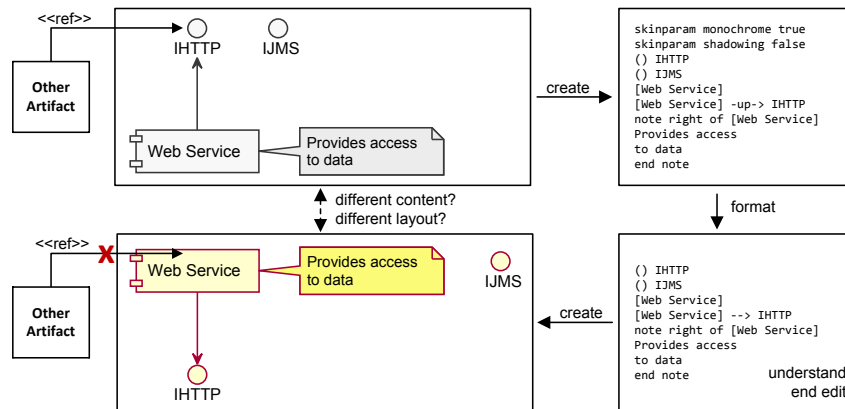 <<ref>>
Other
Artifact
IHTTP
IJMS
Web Service
Provides access
to data
create
skinparam monochrome true
skinparam shadowing false
() IHTTP
() IJMS
[Web Service]
[Web Service] -up-> IHTTP
note right of [Web Service]
Provides access
to data
end note
different content?
different layout?
format
<<ref>>
X
Other
Artifact
Web Service
Provides access
to data
IJMS
IHTTP
create
() IHTTP
() IJMS
[Web Service]
[Web Service] --> IHTTP
note right of [Web Service]
Provides access
to data
end note
understand
end edit